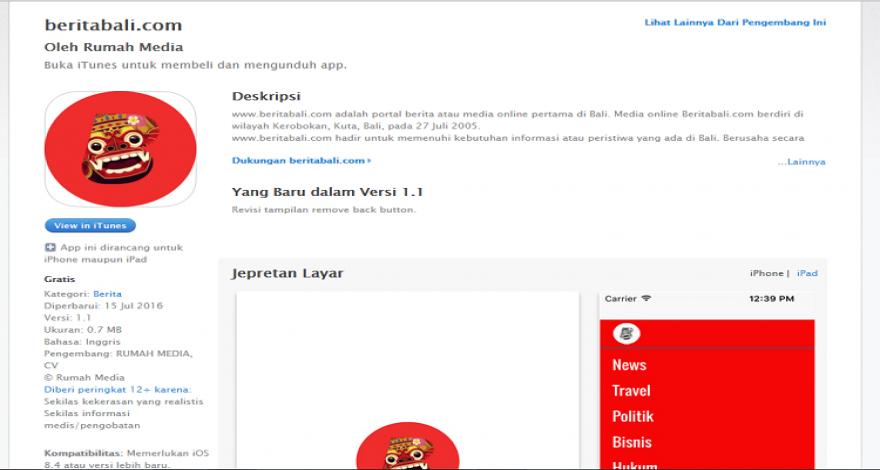 beritabali.com
Lihat Lainnya Dari Pengembang Ini
Oleh Rumah Media
Buka iTunes untuk membeli dan mengunduh app.
Deskripsi
www.beritabali.com adalah portal berita atau media online pertama di Bali. Media online Beritabali.com berdiri di
wilayah Kerobokan, Kuta, Bali, pada 27 Juli 2005.
www.beritabali.com hadir untuk memenuhi kebutuhan informasi atau peristiwa yang ada di Bali. Berusaha secara
Dukungan beritabali.com
...Lainnya
Yang Baru dalam Versi 1.1
Revisi tampilan remove back button.
View in iTunes
App ini dirancang untuk
iPhone maupun iPad
Gratis
Kategori: Berita
Diperbarui: 15 Jul 2016
Versi: 1.1
Ukuran: 0.7 MB
Bahasa: Inggris
Pengembang: RUMAH MEDIA,
CV
© Rumah Media
Diberi peringkat 12+ karena:
Sekilas kekerasan yang realistis
Sekilas informasi
medis/pengobatan
Kompatibilitas: Memerlukan iOS
8.4 atau versi lebih baru.
Jepretan Layar
iPhone | iPad
Carrier 12:39 PM
News
Travel
Politik
Bisnis
Hukum